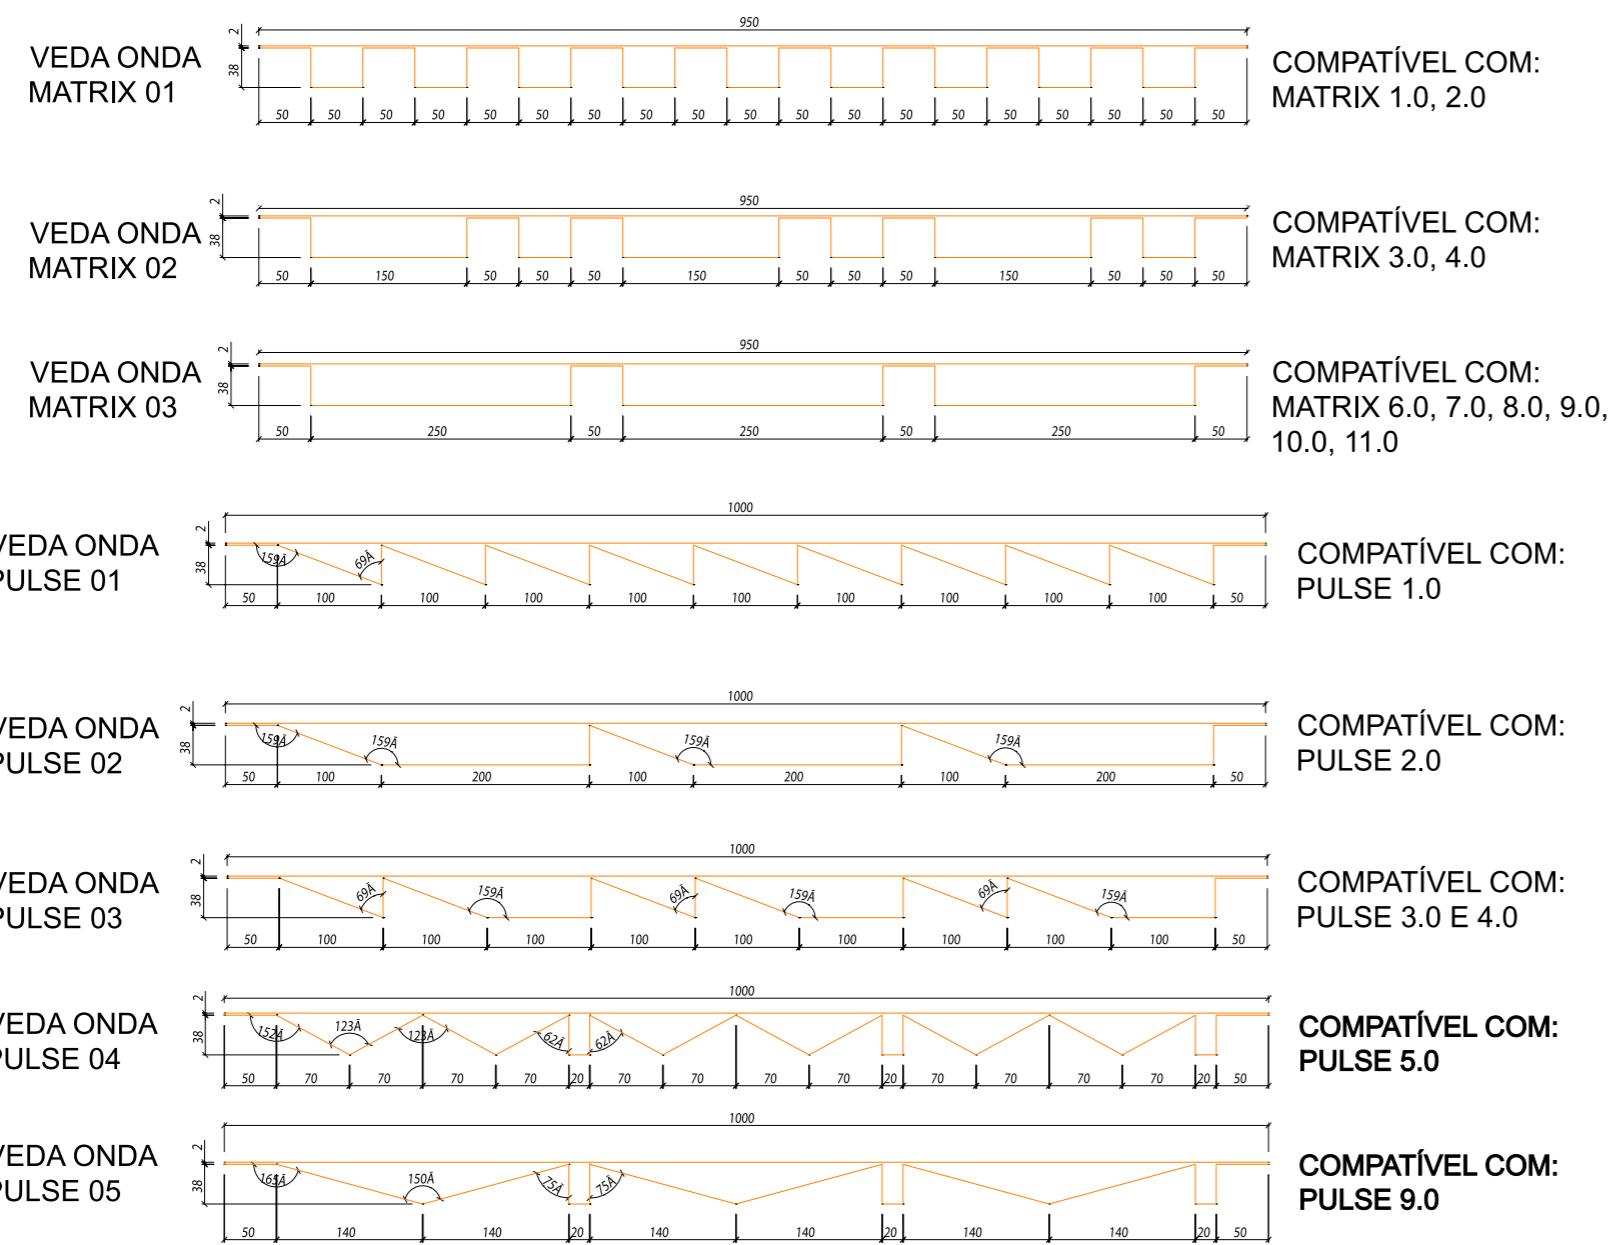 950
2
38
VEDA ONDA
MATRIX 01
COMPATÍVEL COM:
MATRIX 1.0, 2.0
50 50 50 50 50 50 50 50 50 50 50 50 50 50 50 50 50 50 50
950
2
38
VEDA ONDA
MATRIX 02
COMPATÍVEL COM:
MATRIX 3.0, 4.0
50 150 50 50 50 150 50 50 50 150 50 50 50
950
2
38
VEDA ONDA
MATRIX 03
COMPATÍVEL COM:
MATRIX 6.0, 7.0, 8.0, 9.0,
10.0, 11.0
50 250 50 250 50 250 50
1000
2
38
159Â 69Â
VEDA ONDA
PULSE 01
COMPATÍVEL COM:
PULSE 1.0
50 100 100 100 100 100 100 100 100 100 50
1000
2
38
159Â 159Â 159Â 159Â
VEDA ONDA
PULSE 02
COMPATÍVEL COM:
PULSE 2.0
50 100 200 100 200 100 200 50
1000
2
38
69Â 159Â 69Â 159Â 69Â 159Â
VEDA ONDA
PULSE 03
COMPATÍVEL COM:
PULSE 3.0 E 4.0
50 100 100 100 100 100 100 100 100 100 50
1000
2
38
152Â 123Â 123Â 62Â 62Â
VEDA ONDA
PULSE 04
COMPATÍVEL COM:
PULSE 5.0
50 70 70 70 70 20 70 70 70 70 20 70 70 70 70 20 50
1000
2
38
165Â 150Â 75Â 75Â
VEDA ONDA
PULSE 05
COMPATÍVEL COM:
PULSE 9.0
50 140 140 20 140 140 20 140 140 20 50